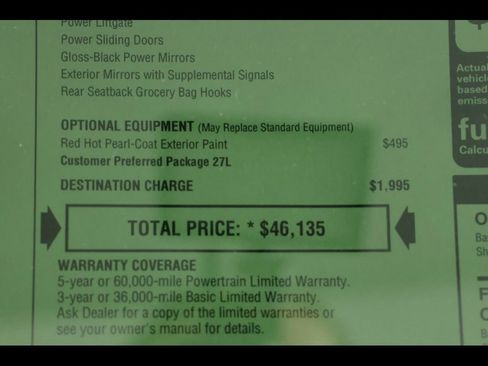 Power Liftgate
Power Sliding Doors
Gloss-Black Power Mirrors
Exterior Mirrors with Supplemental Signals
Rear Seatback Grocery Bag Hooks
OPTIONAL EQUIPMENT (May Replace Standard Equipment)
Red Hot Pearl-Coat Exterior Paint $495
Customer Preferred Package 27L
DESTINATION CHARGE $1,995
TOTAL PRICE: * $46,135
WARRANTY COVERAGE
5-year or 60,000-mile Powertrain Limited Warranty.
3-year or 36,000-mile Basic Limited Warranty.
Ask Dealer for a copy of the limited warranties or
see your owner's manual for details.
$
Actual
vehicle
based
emiss
fu
Calcu
O
Ba
Sh
F
C